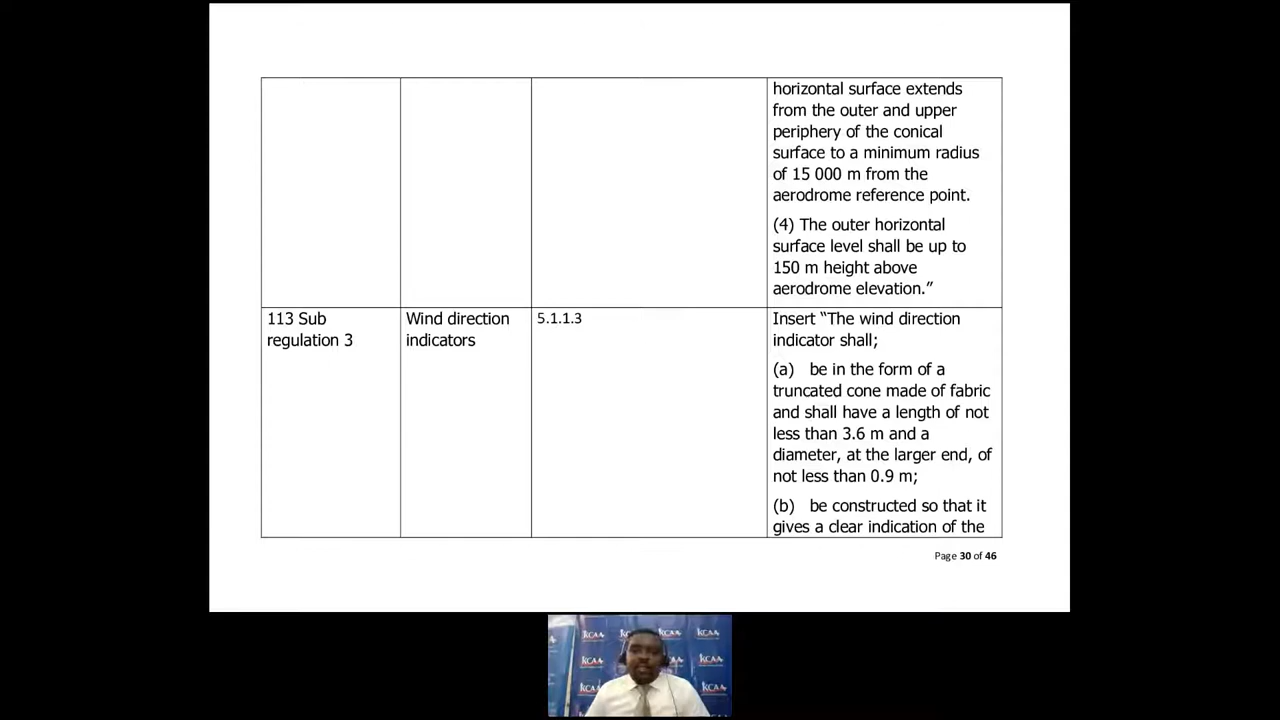 horizontal surface extends
from the outer and upper
periphery of the conical
surface to a minimum radius
of 15 000 m from the
aerodrome reference point.
(4) The outer horizontal
surface level shall be up to
150 m height above
aerodrome elevation.”
113 Sub
regulation 3
Wind direction
indicators
5.1.1.3
Insert “The wind direction
indicator shall;
(a) be in the form of a
truncated cone made of fabric
and shall have a length of not
less than 3.6 m and a
diameter, at the larger end, of
not less than 0.9 m;
(b) be constructed so that it
gives a clear indication of the
Page 30 of 46
KCAA
KCAA
KCAA
KCAA
KCAA
KCAA